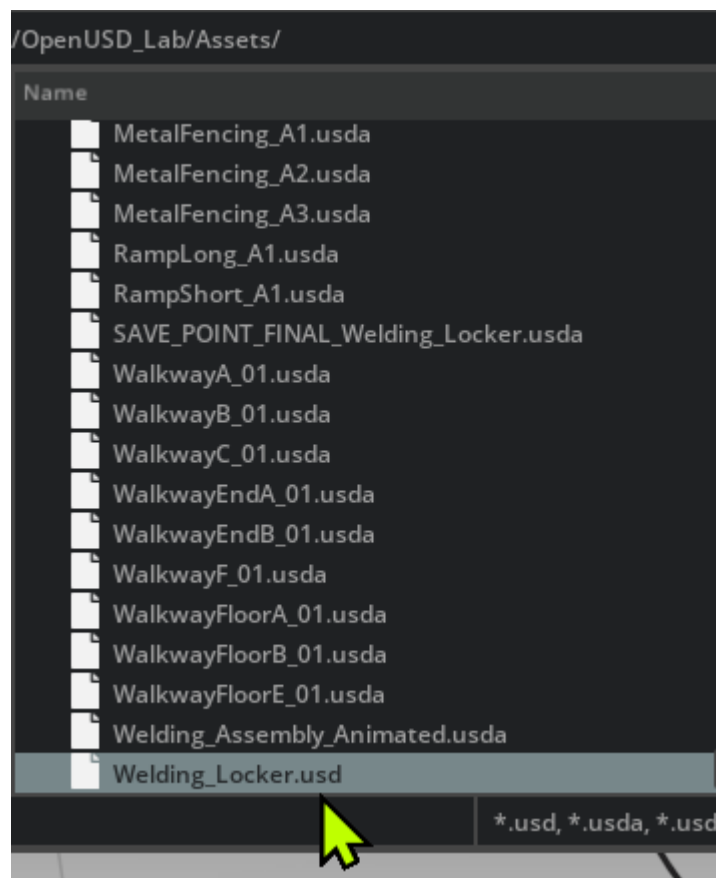 /OpenUSD_Lab/Assets/
Name
MetalFencing_A1.usda
MetalFencing_A2.usda
MetalFencing_A3.usda
RampLong_A1.usda
RampShort_A1.usda
SAVE_POINT_FINAL_Welding_Locker.usda
WalkwayA_01.usda
WalkwayB_01.usda
WalkwayC_01.usda
WalkwayEndA_01.usda
WalkwayEndB_01.usda
WalkwayF_01.usda
WalkwayFloorA_01.usda
WalkwayFloorB_01.usda
WalkwayFloorE_01.usda
Welding_Assembly_Animated.usda
Welding_Locker.usd
*.usd, *.usda, *.usd